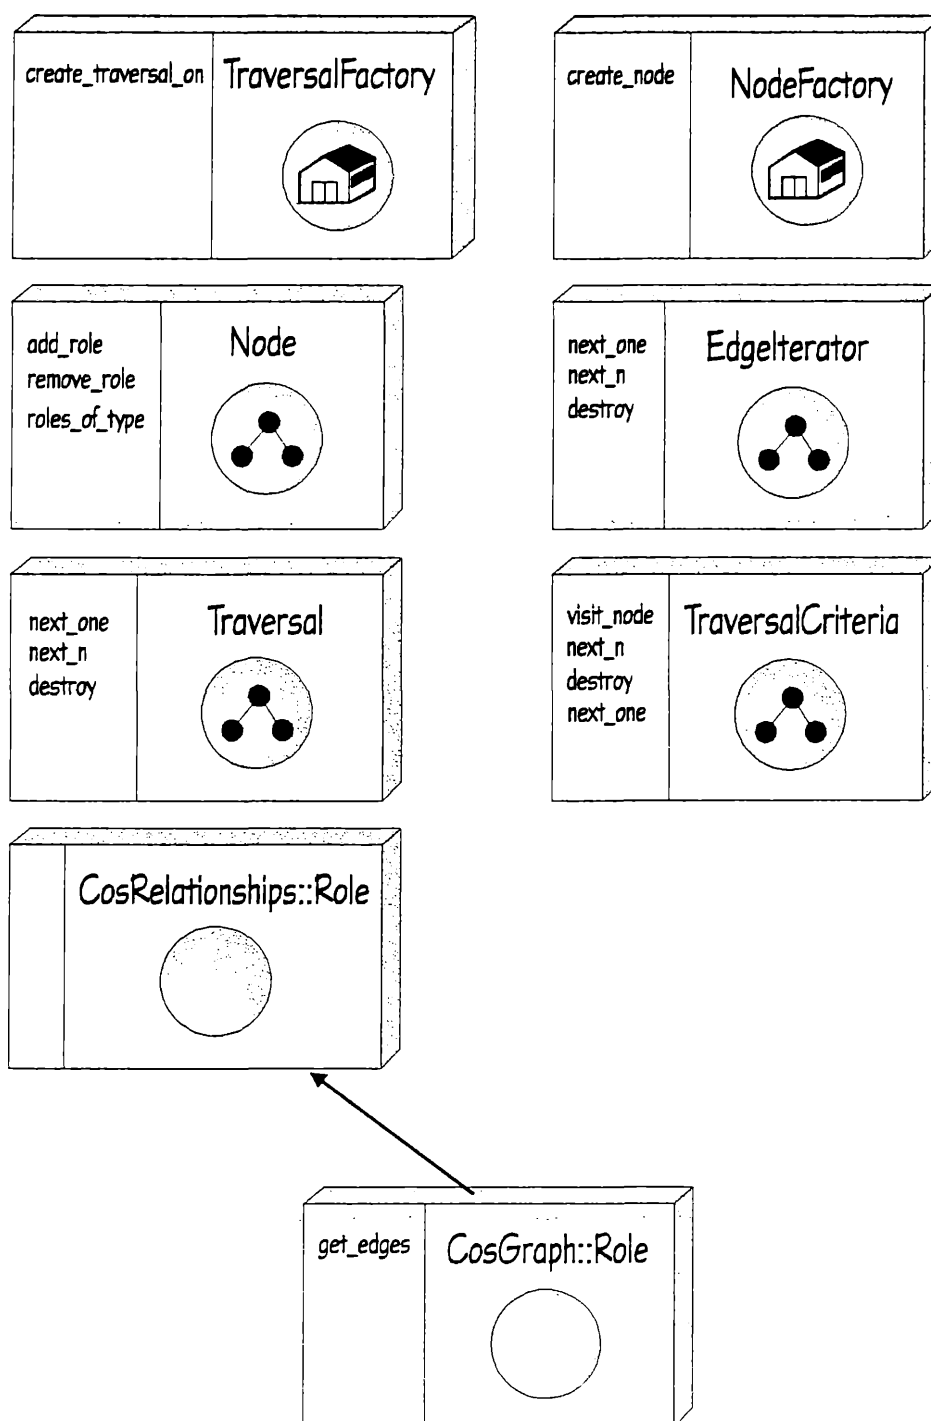 create_traversal_on
TraversalFactory
create_node
NodeFactory
add_role
remove_role
roles_of_type
Node
next_one
next_n
destroy
EdgeIterator
next_one
next_n
destroy
Traversal
visit_node
next_n
destroy
next_one
TraversalCriteria
CosRelationships::Role
get_edges
CosGraph::Role